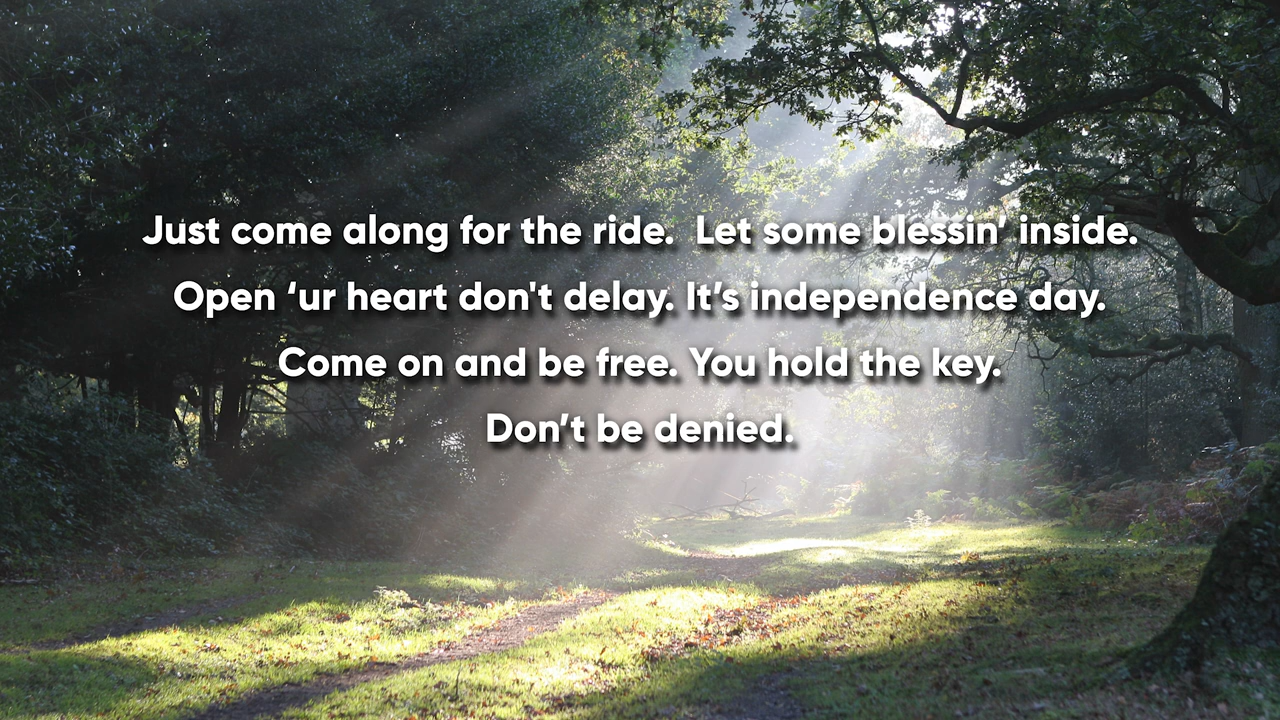 Just come along for the ride.  Let some blessin’ inside.
Open ‘ur heart don't delay. It’s independence day.
Come on and be free. You hold the key.
Don’t be denied.